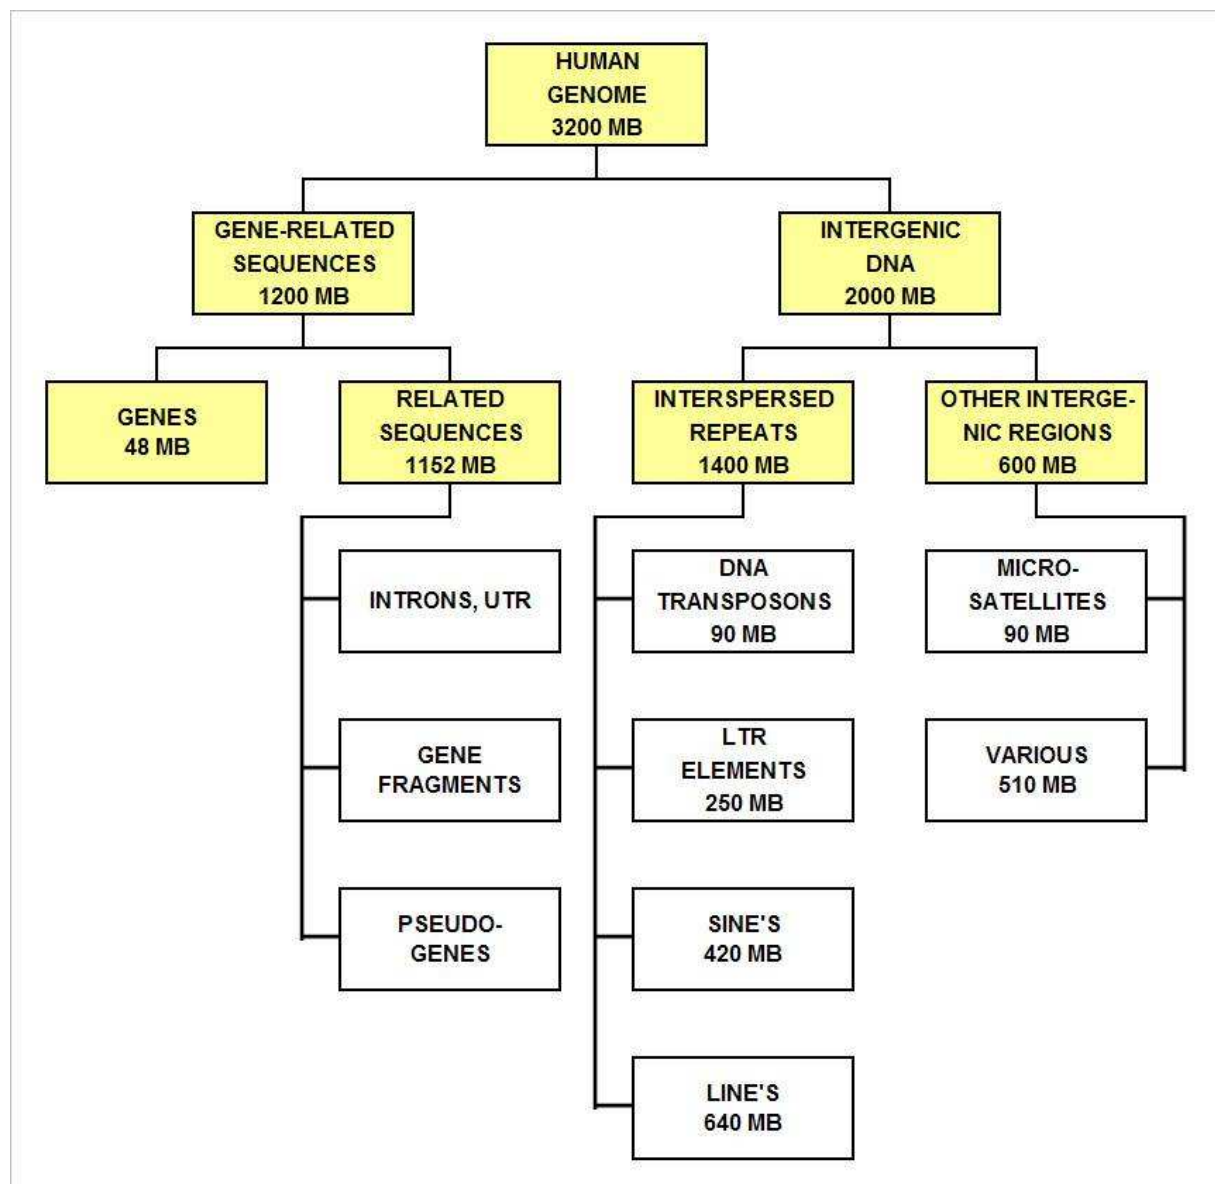 HUMAN
GENOME
3200 MB
GENE-RELATED
SEQUENCES
1200 MB
INTERGENIC
DNA
2000 MB
GENES
48 MB
RELATED
SEQUENCES
1152 MB
INTERSPERSED
REPEATS
1400 MB
OTHER INTERGE-
NIC REGIONS
600 MB
INTRONS, UTR
DNA
TRANSPOSONS
90 MB
MICRO-
SATELLITES
90 MB
GENE
FRAGMENTS
LTR
ELEMENTS
250 MB
VARIOUS
510 MB
PSEUDO-
GENES
SINE'S
420 MB
LINE'S
640 MB